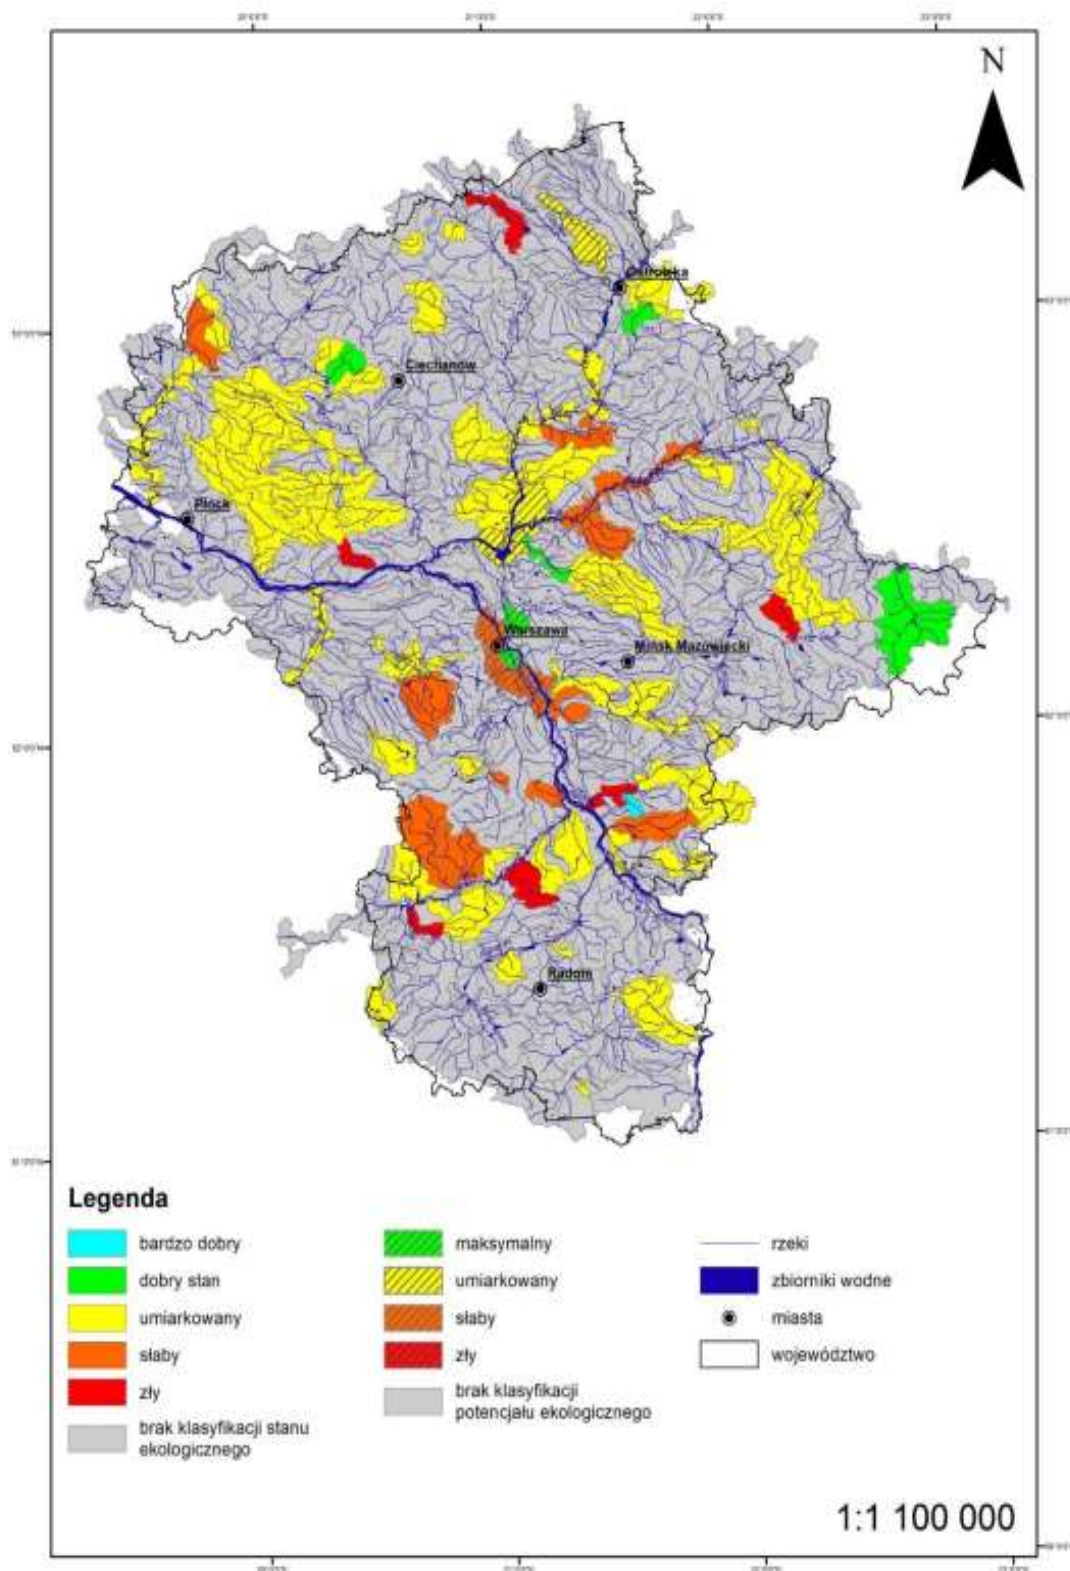 N
Ostrołęka
Ciechanów
Płock
Warszawa
Mińsk Mazowiecki
Radom
Legenda
bardzo dobry
dobry stan
umiarkowany
słaby
zły
brak klasyfikacji stanu
ekologicznego
maksymalny
umiarkowany
słaby
zły
brak klasyfikacji
potencjału ekologicznego
rzeki
zbiorniki wodne
miasta
województwo
1:1 100 000